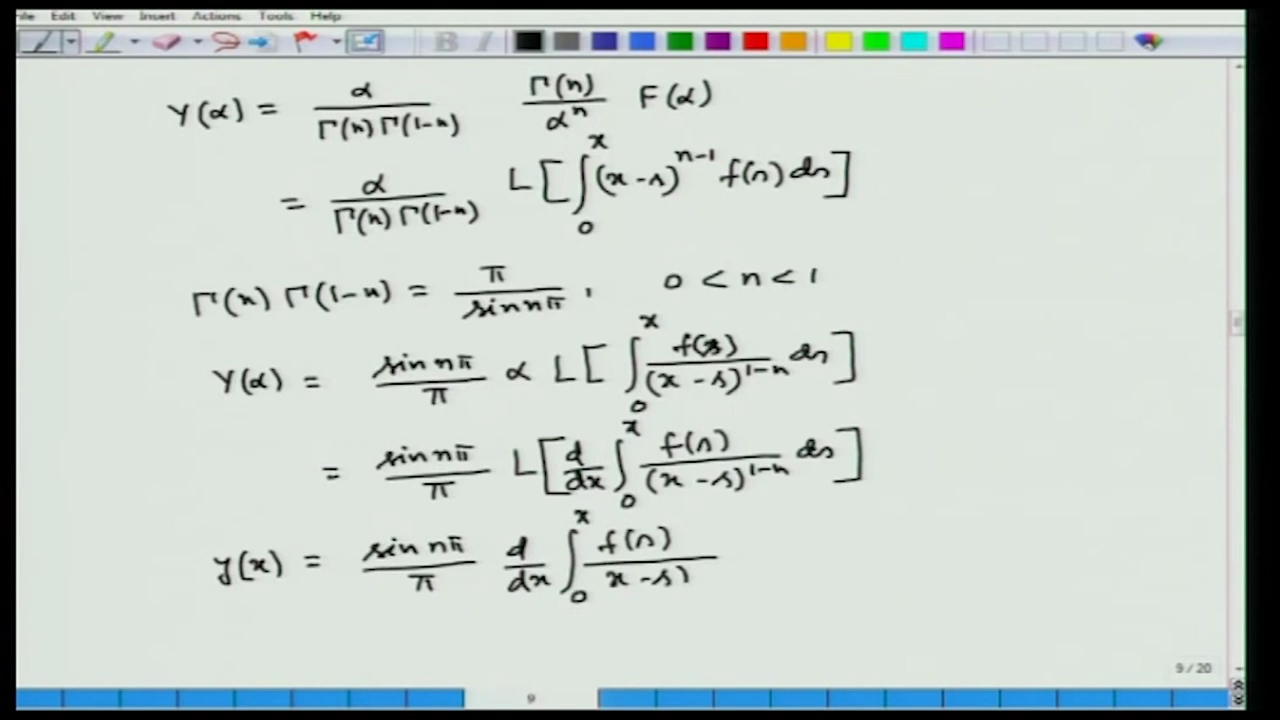 File Edit View Insert Actions Tools Help
B I
Y(α) = α / Γ(n) Γ(1-n) Γ(n) / α^n F(α)
= α / Γ(n) Γ(1-n) L[∫_0^x (x-s)^{n-1} f(s) ds]
Γ(n) Γ(1-n) = π / sin nπ , 0 < n < 1
Y(α) = sin nπ / π α L[∫_0^x f(s) / (x-s)^{1-n} ds]
= sin nπ / π L[d/dx ∫_0^x f(s) / (x-s)^{1-n} ds]
y(x) = sin nπ / π d/dx ∫_0^x f(s) / x-s)
9 / 20
9